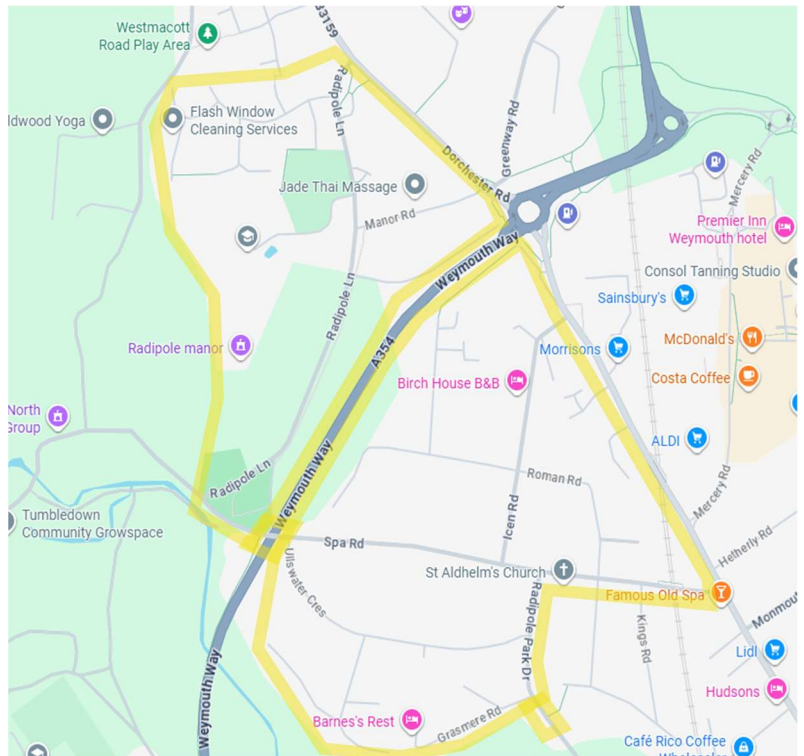 Westmacott
Road Play Area
B3159
ldwood Yoga
Flash Window
Cleaning Services
Radipole Ln
Greenway Rd
Dorchester Rd
Jade Thai Massage
Manor Rd
Mercery Rd
Premier Inn
Weymouth hotel
Weymouth Way
Consol Tanning Studio
Sainsbury's
Radipole Ln
Radipole manor
A354
Morrisons
McDonald's
Birch House B&B
Costa Coffee
North
Group
ALDI
Radipole Ln
Weymouth Way
Roman Rd
Icen Rd
Mercery Rd
Tumbledown
Community Growspace
Spa Rd
Hetherly Rd
Ullswater Cres
St Aldhelm's Church
Famous Old Spa
Radipole Park Dr
Kings Rd
Monmout
Weymouth Way
Lidl
Hudsons
Barne's Rest
Grasmere Rd
Café Rico Coffee
Wholesaler